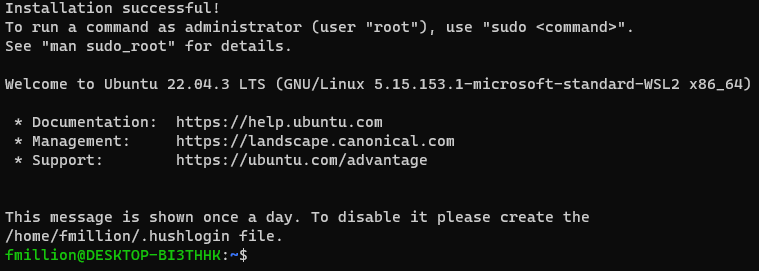 Installation successful!
To run a command as administrator (user "root"), use "sudo <command>".
See "man sudo_root" for details.
Welcome to Ubuntu 22.04.3 LTS (GNU/Linux 5.15.153.1-microsoft-standard-WSL2 x86_64)
* Documentation:  https://help.ubuntu.com
* Management:     https://landscape.canonical.com
* Support:        https://ubuntu.com/advantage
This message is shown once a day. To disable it please create the
/home/fmillion/.hushlogin file.
fmillion@DESKTOP-BI3THHK:~$